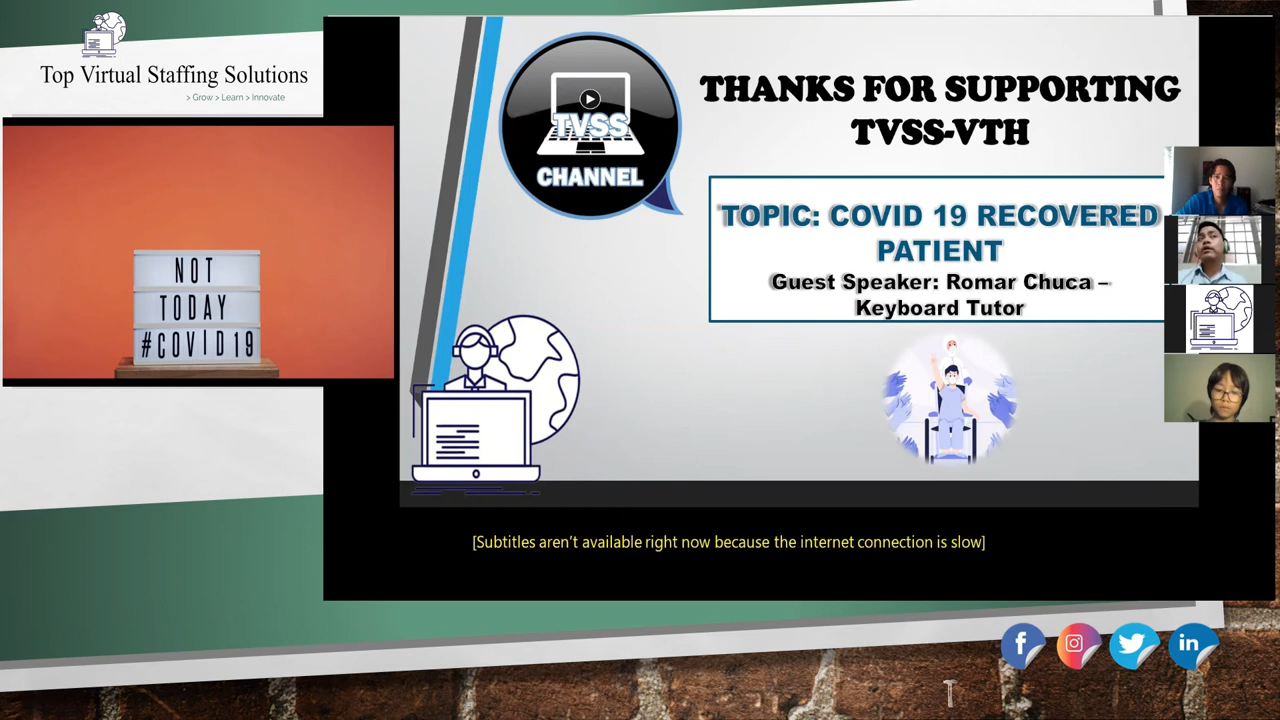 Top Virtual Staffing Solutions
> Grow > Learn > Innovate
NOT
TODAY
#COVID19
TVSS
CHANNEL
THANKS FOR SUPPORTING
TVSS-VTH
TOPIC: COVID 19 RECOVERED
PATIENT
Guest Speaker: Romar Chuca –
Keyboard Tutor
[Subtitles aren't available right now because the internet connection is slow]
f
in